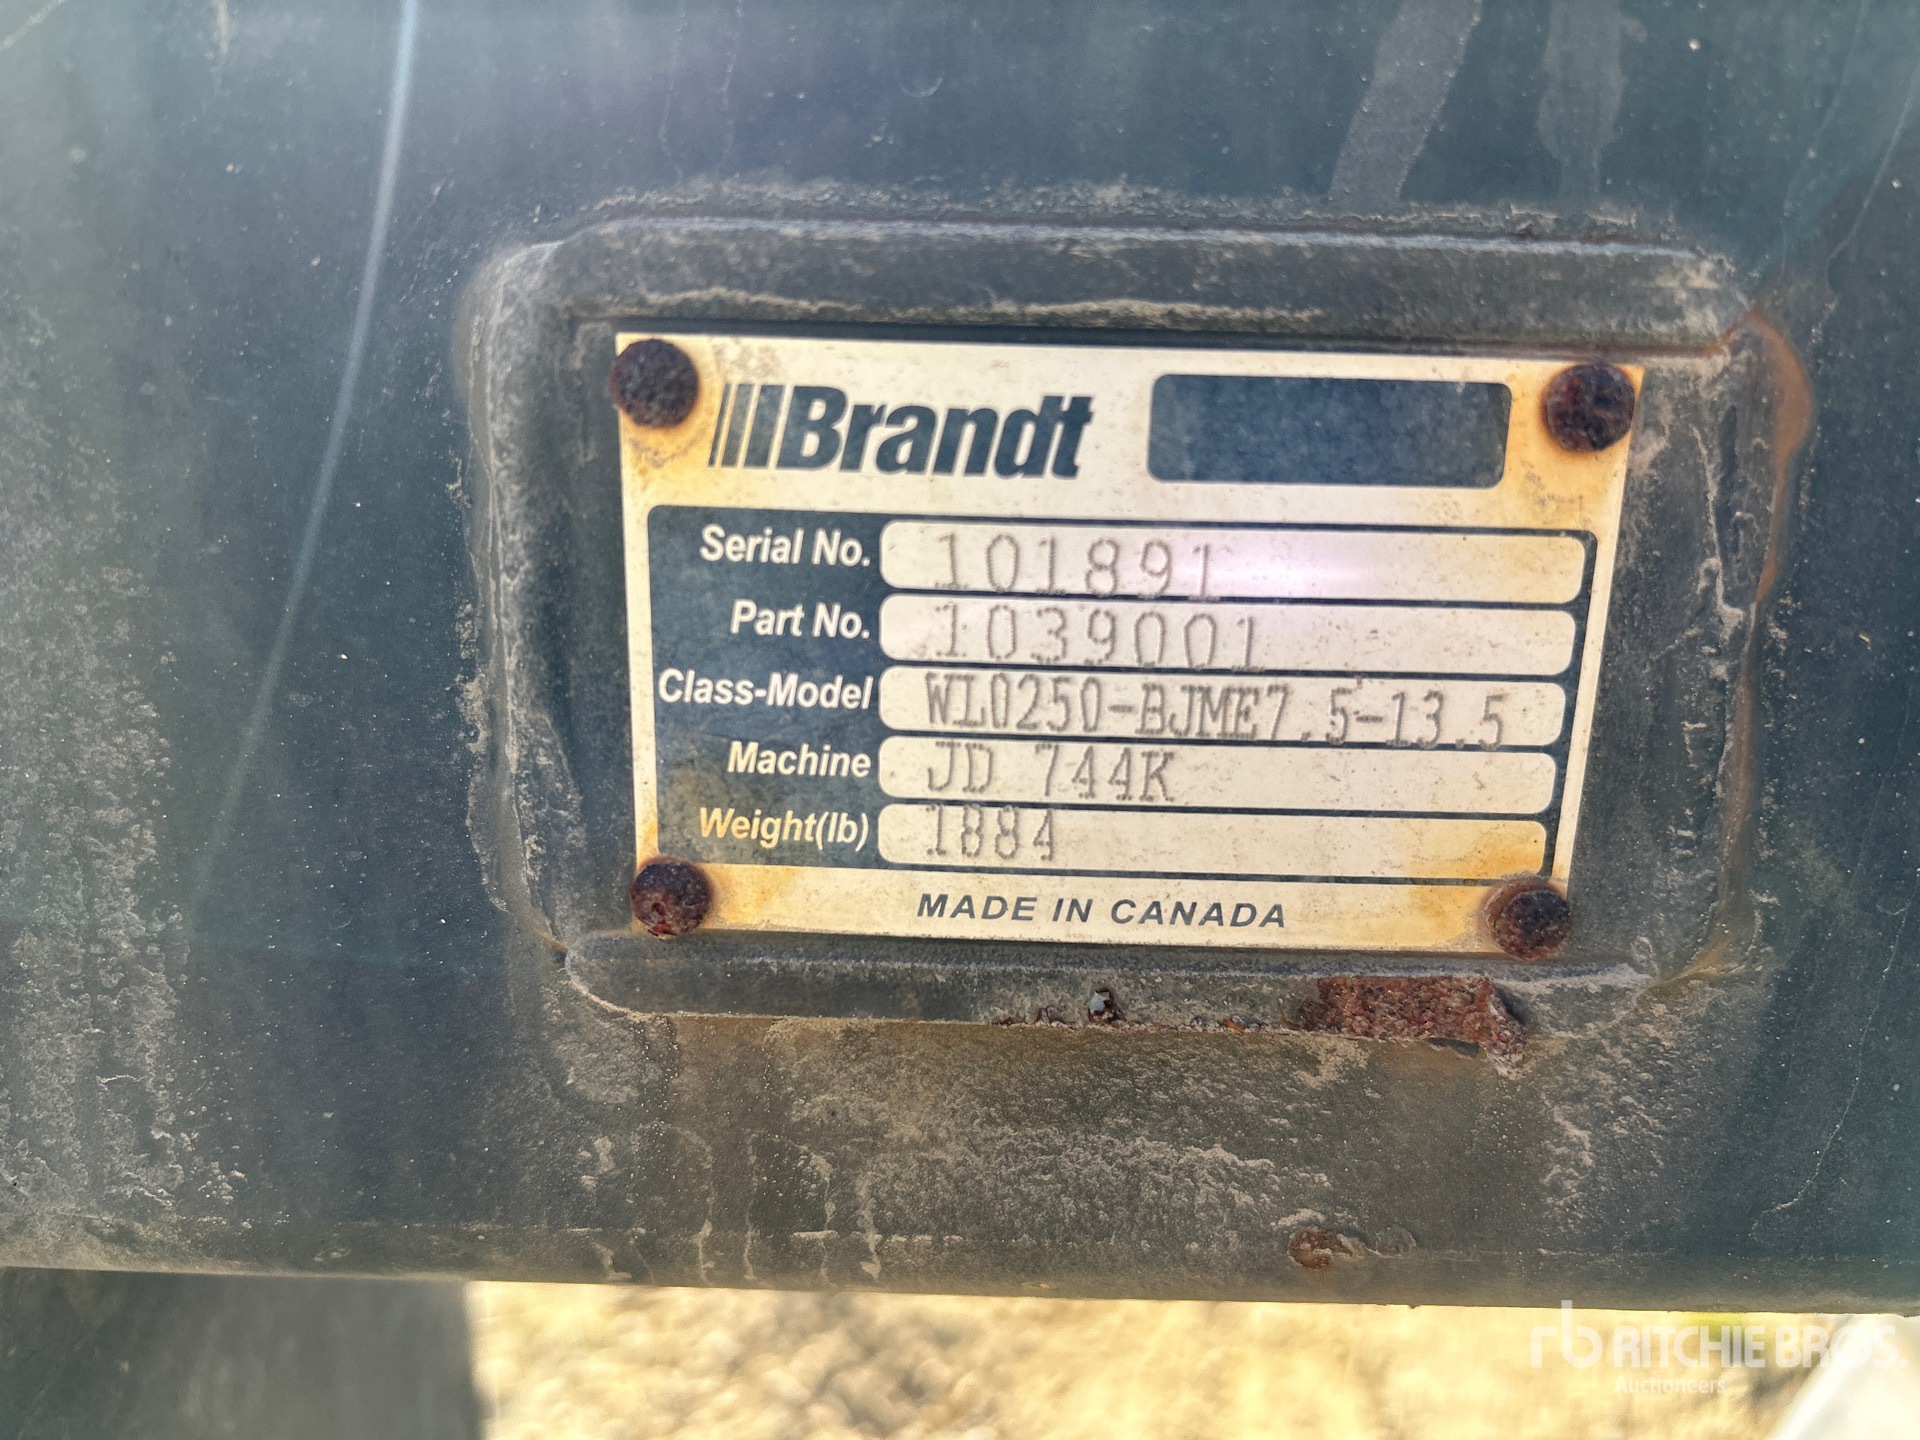 Brandt
Serial No. 101891
Part No. 1039001
Class-Model WL0250-BJME7.5-13.5
Machine JD 744K
Weight(lb) 1884
MADE IN CANADA
rb RITCHIE BROS.
Auctioneers